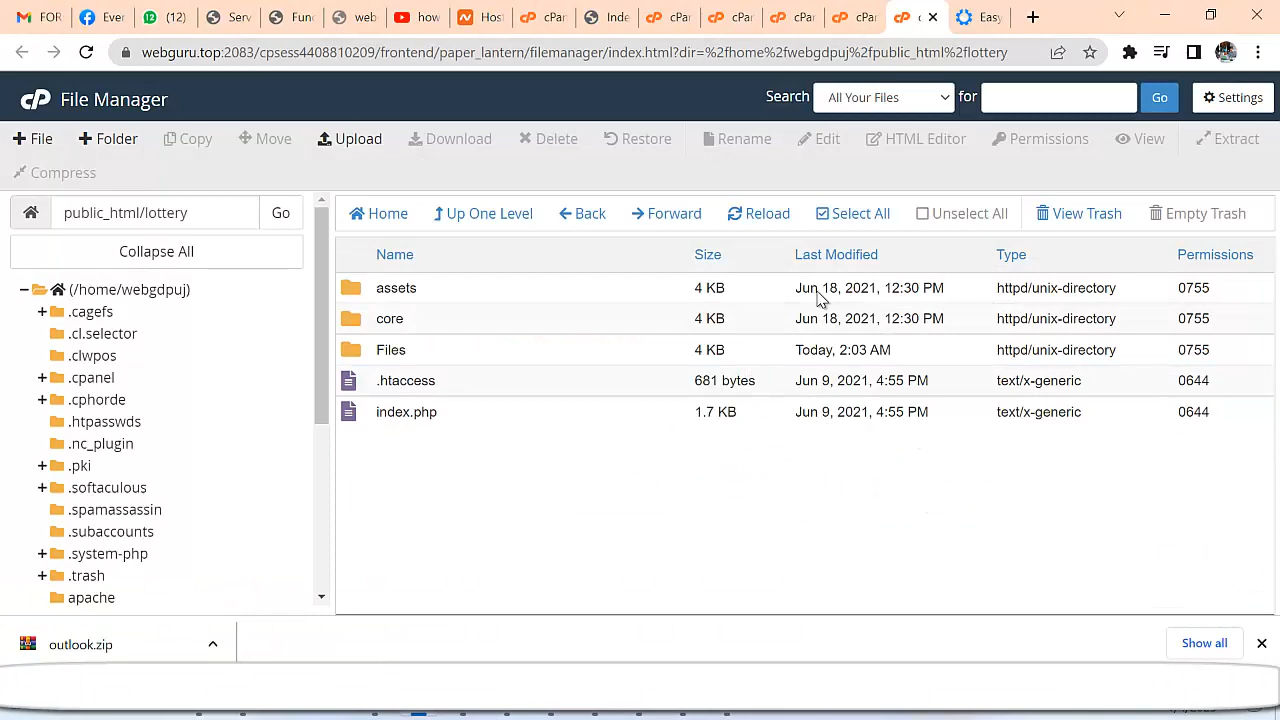 FOR
Ever
(12)
Serv
Fun
web
how
Hos
cPar
Inde
cPar
cPar
cPar
cPar
c
Easy
webguru.top:2083/cpsess4408810209/frontend/paper_lantern/filemanager/index.html?dir=%2fhome%2fwebgdpuj%2fpublic_html%2flottery
cP File Manager
Search All Your Files for Go Settings
File Folder Copy Move Upload Download Delete Restore Rename Edit HTML Editor Permissions View Extract
Compress
public_html/lottery Go
Home Up One Level Back Forward Reload Select All Unselect All View Trash Empty Trash
Collapse All
Name Size Last Modified Type Permissions
(/home/webgdpuj)
.cagefs
.cl.selector
.clwpos
.cpanel
.cphorde
.htpasswds
.nc_plugin
.pki
.softaculous
.spamassassin
.subaccounts
.system-php
.trash
apache
assets 4 KB Jun 18, 2021, 12:30 PM httpd/unix-directory 0755
core 4 KB Jun 18, 2021, 12:30 PM httpd/unix-directory 0755
Files 4 KB Today, 2:03 AM httpd/unix-directory 0755
.htaccess 681 bytes Jun 9, 2021, 4:55 PM text/x-generic 0644
index.php 1.7 KB Jun 9, 2021, 4:55 PM text/x-generic 0644
outlook.zip
Show all